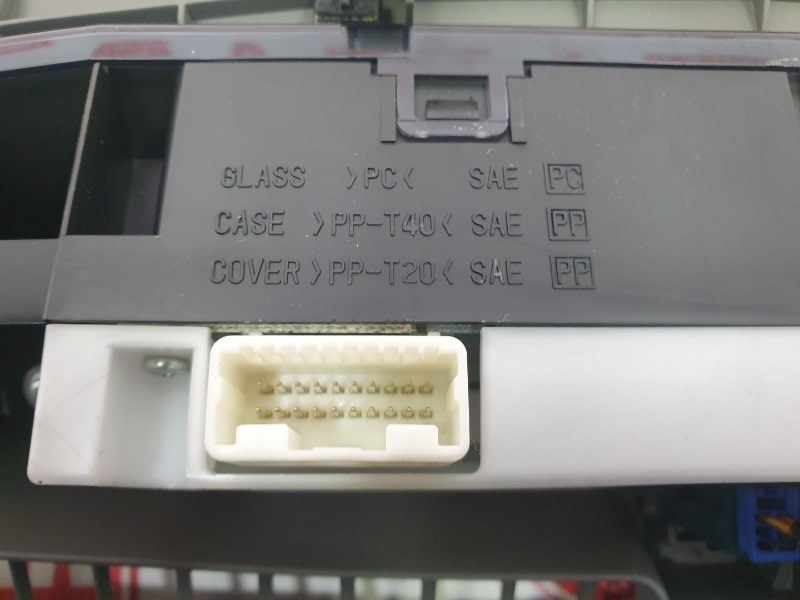 GLASS >PC< SAE PC
CASE >PP-T40< SAE PP
COVER >PP-T20< SAE PP